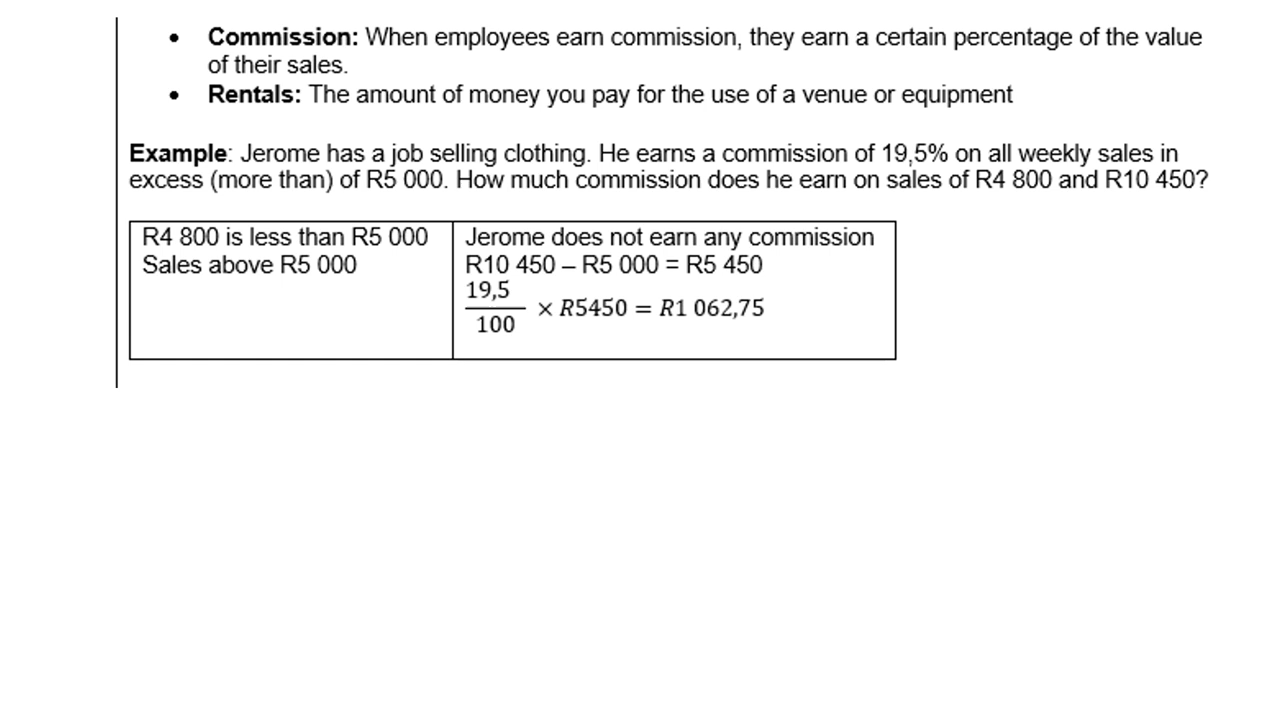 • Commission: When employees earn commission, they earn a certain percentage of the value
of their sales.
• Rentals: The amount of money you pay for the use of a venue or equipment
Example: Jerome has a job selling clothing. He earns a commission of 19,5% on all weekly sales in
excess (more than) of R5 000. How much commission does he earn on sales of R4 800 and R10 450?
R4 800 is less than R5 000
Sales above R5 000
Jerome does not earn any commission
R10 450 – R5 000 = R5 450
19,5
100
× R5450 = R1 062,75